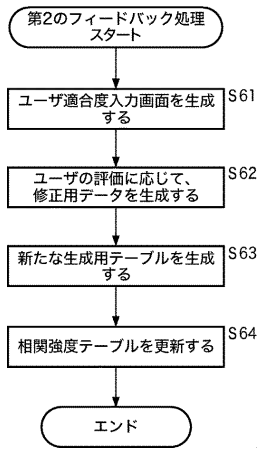 第2のフィードバック処理
スタート
S61
ユーザ適合度入力画面を生成
する
S62
ユーザの評価に応じて、
修正用データを生成する
S63
新たな生成用テーブルを生成
する
S64
相関強度テーブルを更新する
エンド